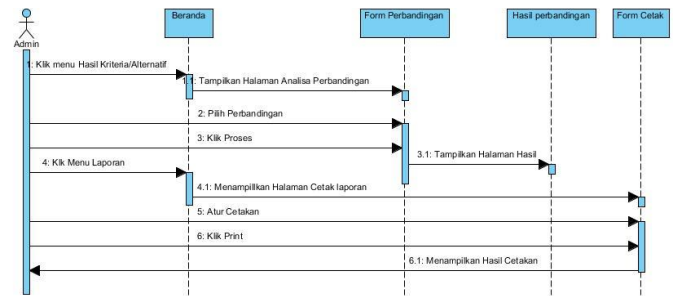 Beranda
Form Perbandingan
Hasil perbandingan
Form Cetak
Admin
1: Klik menu Hasil Kriteria/Alternatif
1.1: Tampilkan Halaman Analisa Perbandingan
2: Pilih Perbandingan
3: Klik Proses
3.1: Tampilkan Halaman Hasil
4: Klk Menu Laporan
4.1: Menampillkan Halaman Cetak laporan
5: Atur Cetakan
6: Klik Print
6.1: Menampilkan Hasil Cetakan